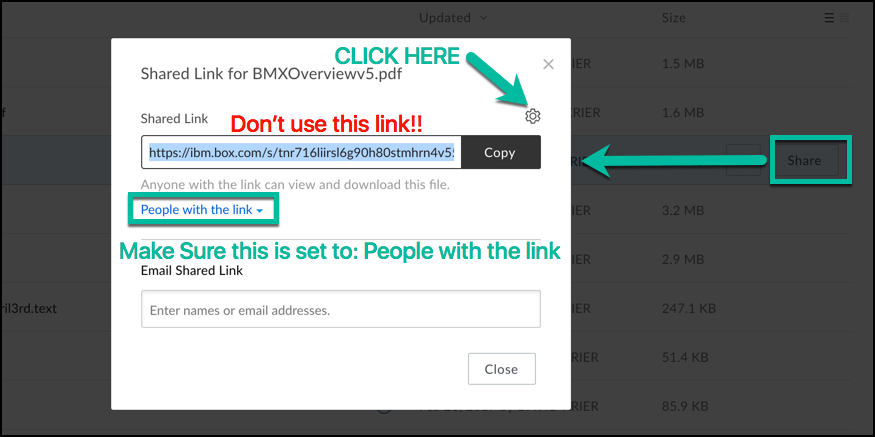 Updated Size
CLICK HERE
Shared Link for BMXOverviewv5.pdf
RIER 1.5 MB
Shared Link
Don't use this link!!
f RIER 1.6 MB
https://ibm.box.com/s/tnr716liirsl6g90h80stmhrn4v55
Copy
RIER
Share
Anyone with the link can view and download this file.
People with the link
RIER 3.2 MB
Make Sure this is set to: People with the link
RIER 2.9 MB
Email Shared Link
Enter names or email addresses.
ril3rd.text RIER 247.1 KB
Close
RIER 51.4 KB
RIER 85.9 KB